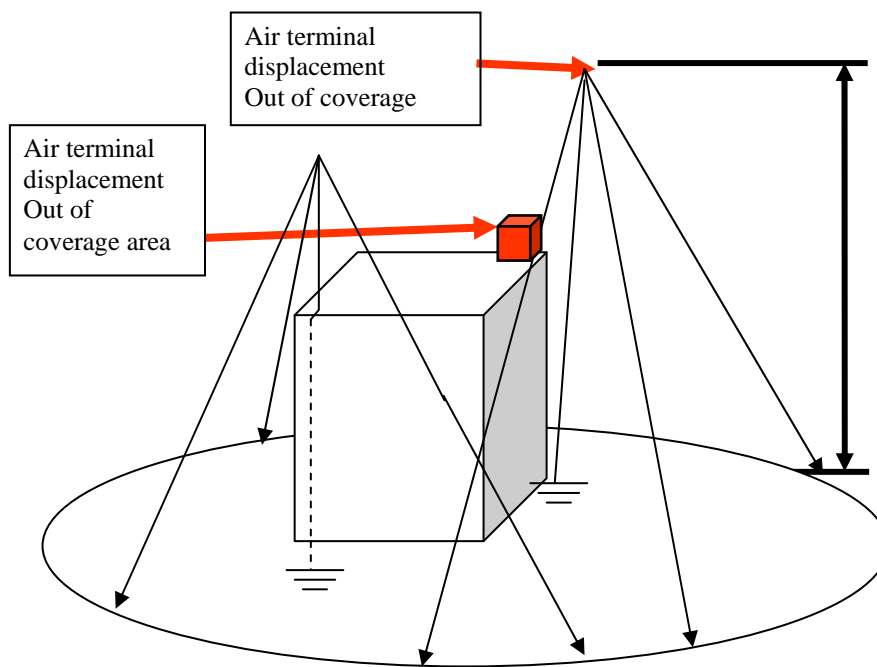 Air terminal
displacement
Out of coverage
Air terminal
displacement
Out of
coverage area